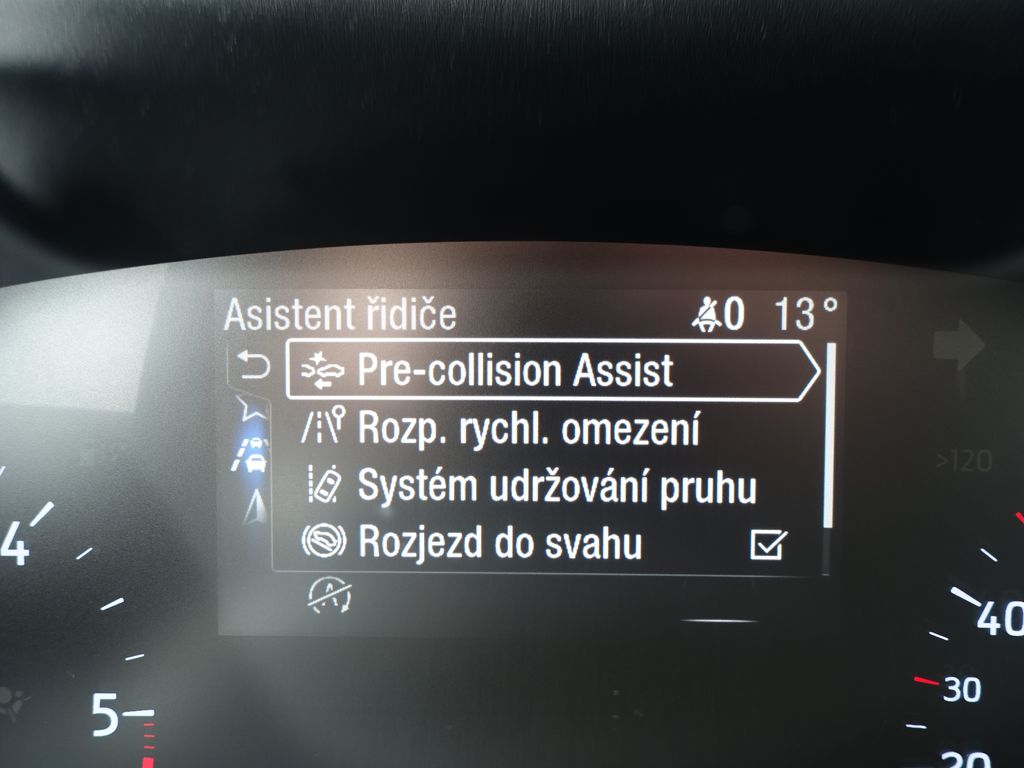 Asistent řidiče 0 13°
Pre-collision Assist
Rozp. rychl. omezení
Systém udržování pruhu
Rozjezd do svahu
>120
4
5
40
30
20